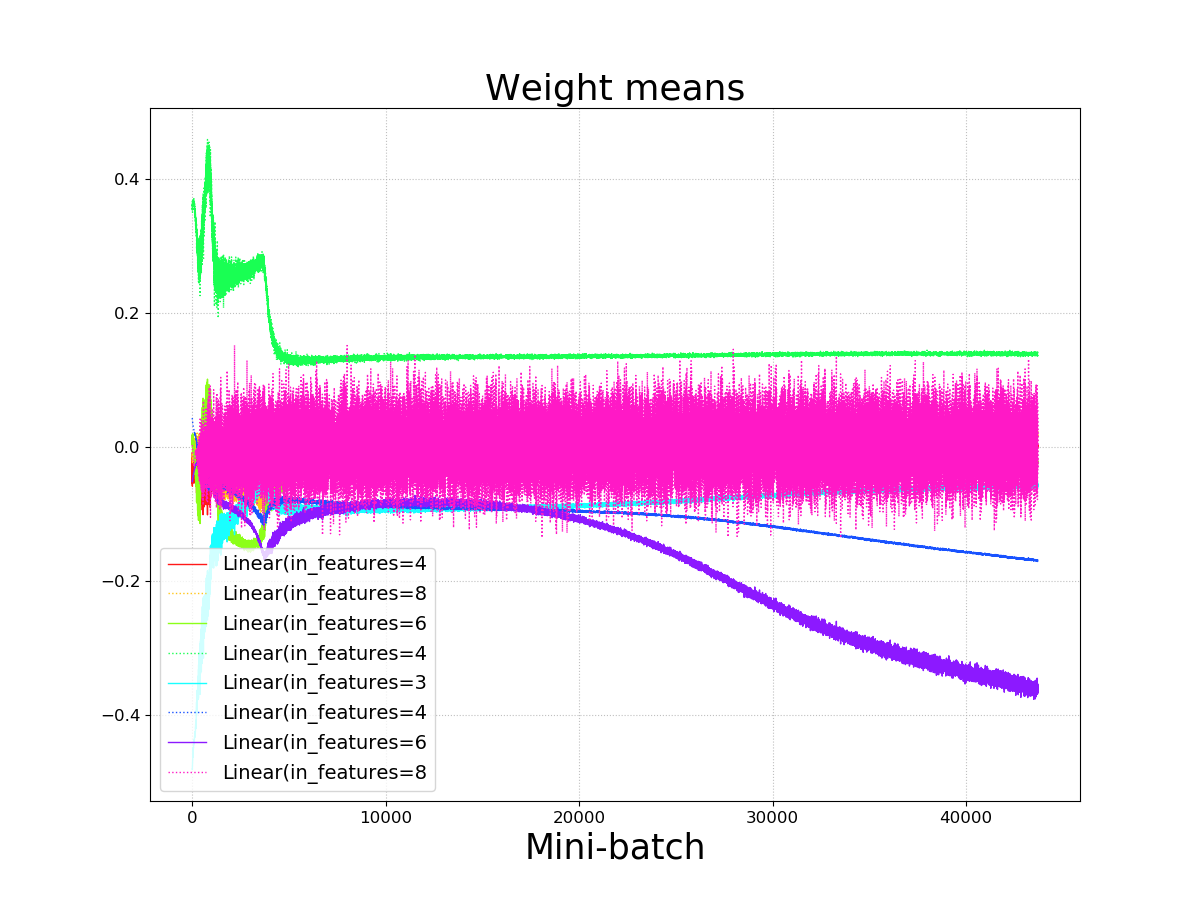 Weight means
0.4
0.2
0.0
−0.2
−0.4
Linear(in_features=4
Linear(in_features=8
Linear(in_features=6
Linear(in_features=4
Linear(in_features=3
Linear(in_features=4
Linear(in_features=6
Linear(in_features=8
0 10000 20000 30000 40000
Mini-batch